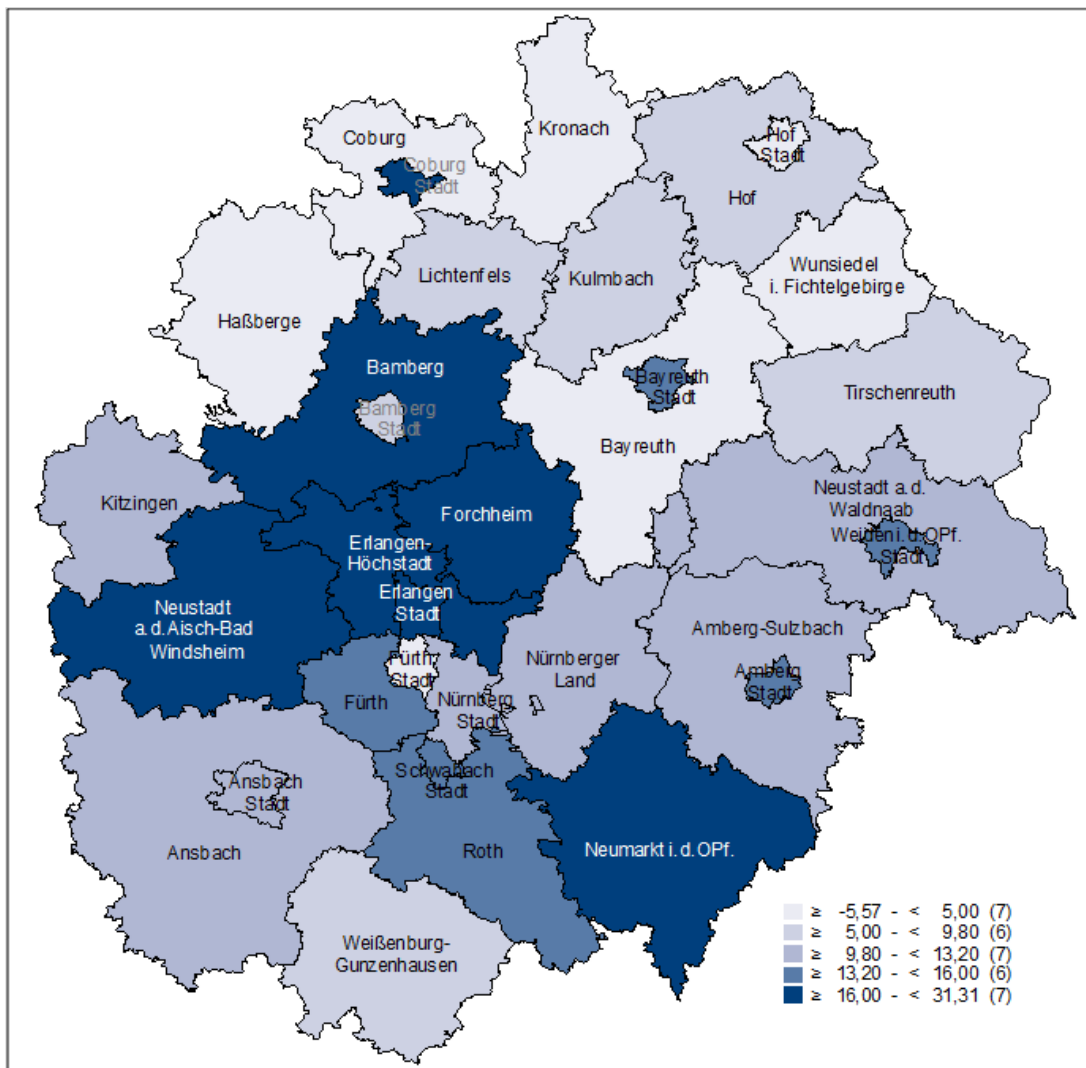 Kronach
Coburg
Hof
Stadt
Coburg
Stadt
Hof
Lichtenfels
Kulmbach
Wunsiedel
i. Fichtelgebirge
Haßberge
Bamberg
Bayreuth
Stadt
Tirschenreuth
Bamberg
Stadt
Bayreuth
Kitzingen
Neustadt a.d.
Waldnaab
Forchheim
Weiden i.d.OPf.
Stadt
Erlangen-
Höchstadt
Erlangen
Stadt
Neustadt
a.d.Aisch-Bad
Windsheim
Amberg-Sulzbach
Fürth
Stadt
Nürnberger
Land
Amberg
Stadt
Fürth
Nürnberg
Stadt
Schwabach
Stadt
Ansbach
Stadt
Ansbach
Roth
Neumarkt i.d.OPf.
Weißenburg-
Gunzenhausen
≥ -5,57 - < 5,00 (7)
≥ 5,00 - < 9,80 (6)
≥ 9,80 - < 13,20 (7)
≥ 13,20 - < 16,00 (6)
≥ 16,00 - < 31,31 (7)